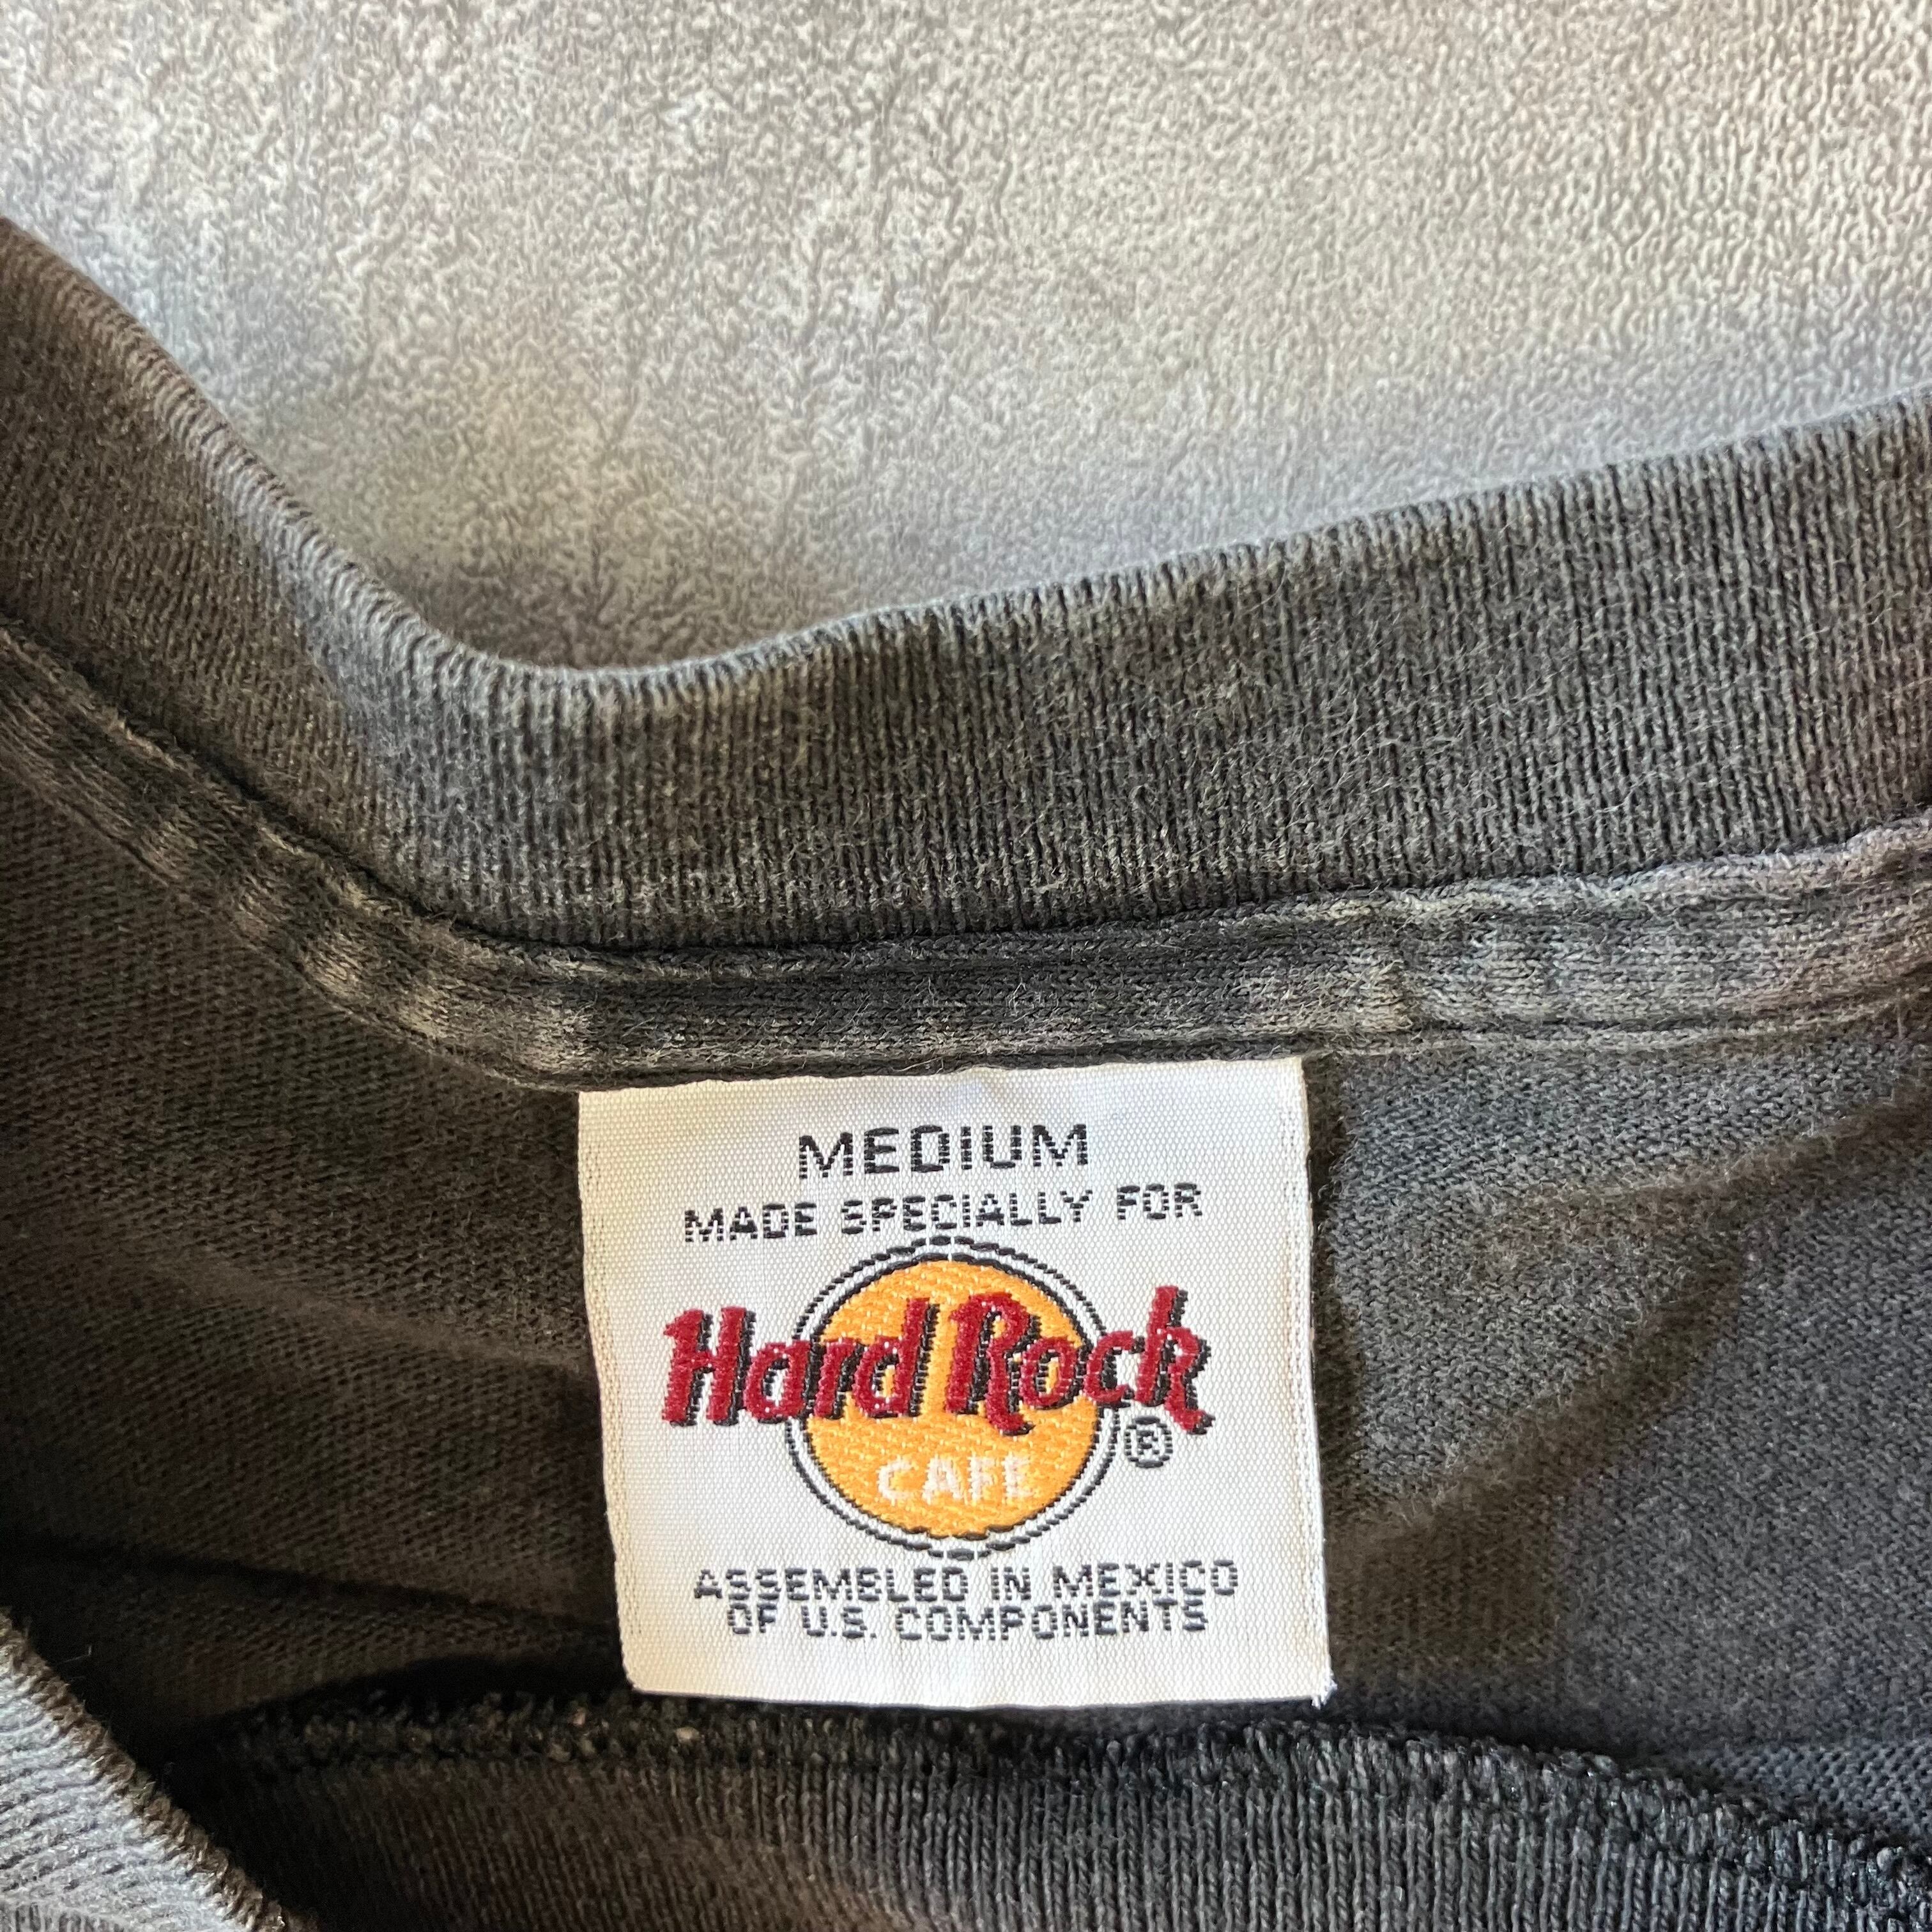 MEDIUM
MADE SPECIALLY FOR
Hard Rock
®
CAFE
ASSEMBLED IN MEXICO
OF U.S. COMPONENTS